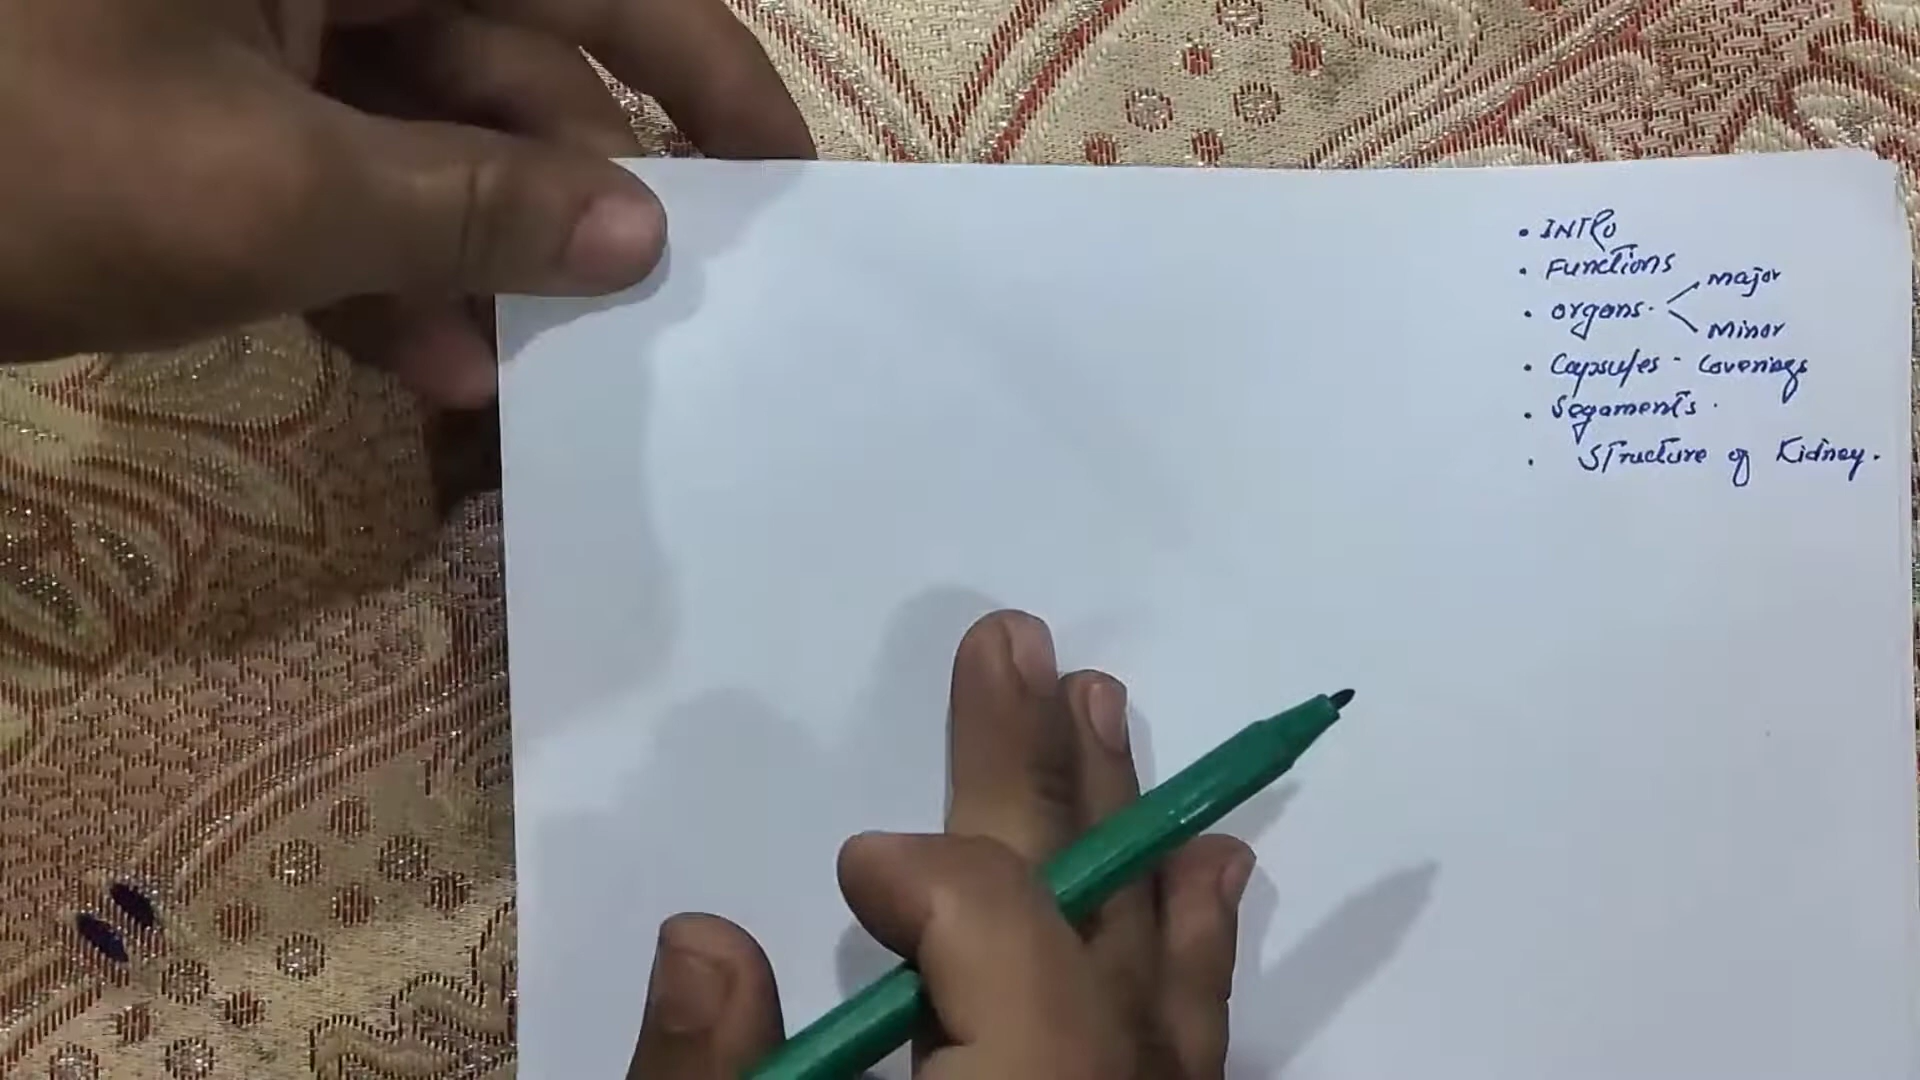 • INTRO
• Functions
Major
• organs.
Minor
• Capsules - Coverings
• Segaments.
• Structure of Kidney.